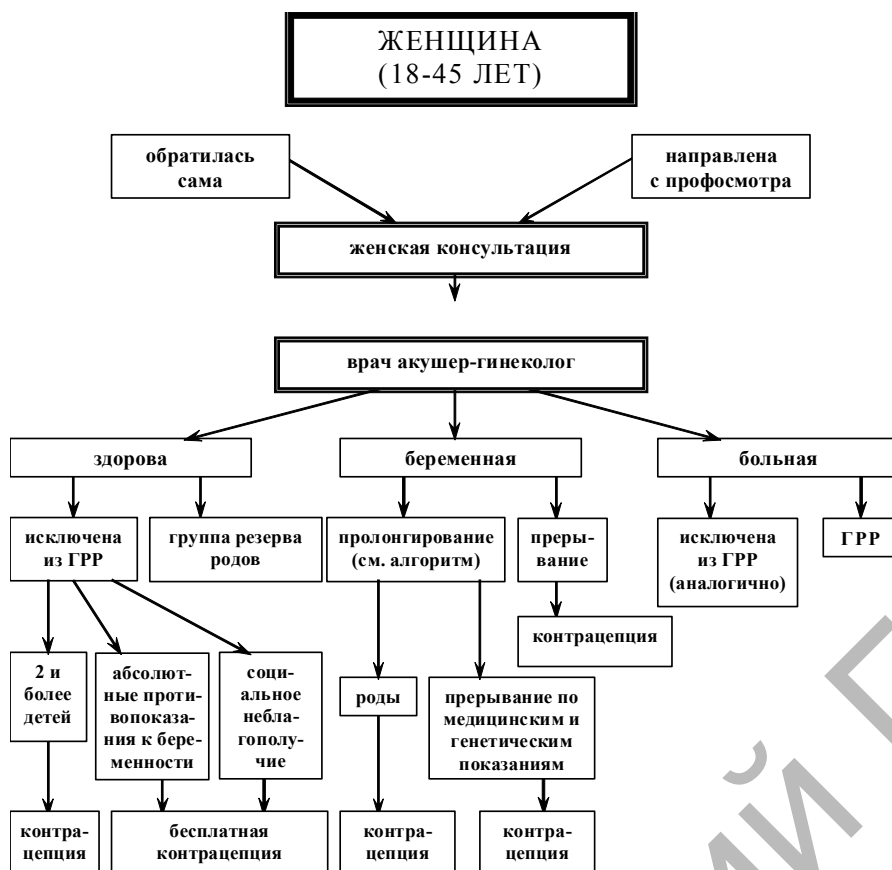 ЖЕНЩИНА
(18-45 ЛЕТ)
обратилась
сама
направлена
с профосмотра
женская консультация
врач акушер-гинеколог
здорова
беременная
больная
исключена
из ГРР
группа резерва
родов
пролонгирование
(см. алгоритм)
преры-
вание
исключена
из ГРР
(аналогично)
ГРР
контрацепция
2 и
более
детей
абсолют-
ные проти-
вопоказа-
ния к бере-
менности
соци-
альное
небла-
гополу-
чие
роды
прерывание по
медицинским и
генетическим
показаниям
контра-
цепция
бесплатная
контрацепция
контра-
цепция
контра-
цепция
ИЙ